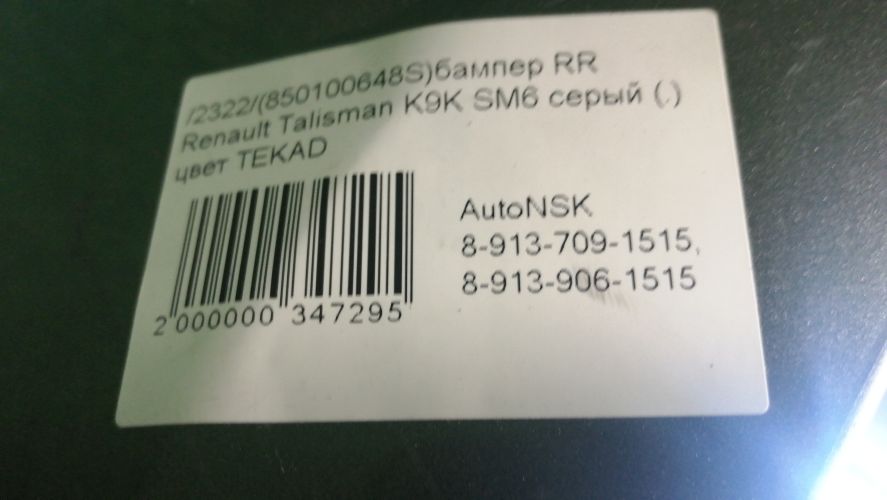 /2322/(850100648S)бампер RR
Renault Talisman K9K SM6 серый (.)
цвет TEKAD
AutoNSK
8-913-709-1515,
8-913-906-1515
2 000000 347295